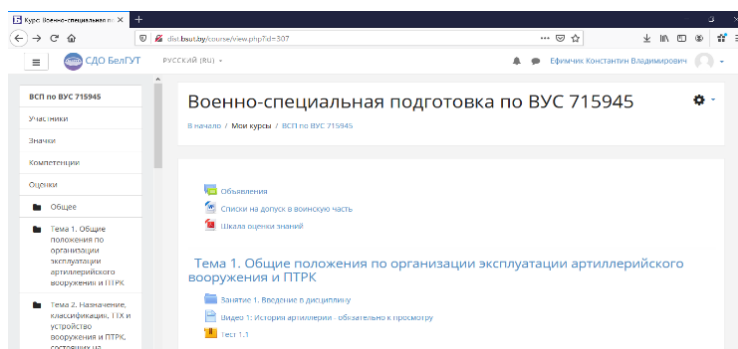 Курс: Военно-специальная по
dist.bsut.by/course/view.php?id=307
СДО БелГУТ
РУССКИЙ (RU)
Ефимчик Константин Владимирович
ВСП по ВУС 715945
Участники
Значки
Компетенции
Оценки
Общее
Тема 1. Общие
положения по
организации
эксплуатации
артиллерийского
вооружения и ПТРК
Тема 2. Назначение,
классификация, ТТХ и
устройство
вооружения и ПТРК,
состоящих на
Военно-специальная подготовка по ВУС 715945
В начало / Мои курсы / ВСП по ВУС 715945
Объявления
Списки на допуск в воинскую часть
Шкала оценки знаний
Тема 1. Общие положения по организации эксплуатации артиллерийского
вооружения и ПТРК
Занятие 1. Введение в дисциплину
Видео 1: История артиллерии - обязательно к просмотру
Тест 1.1